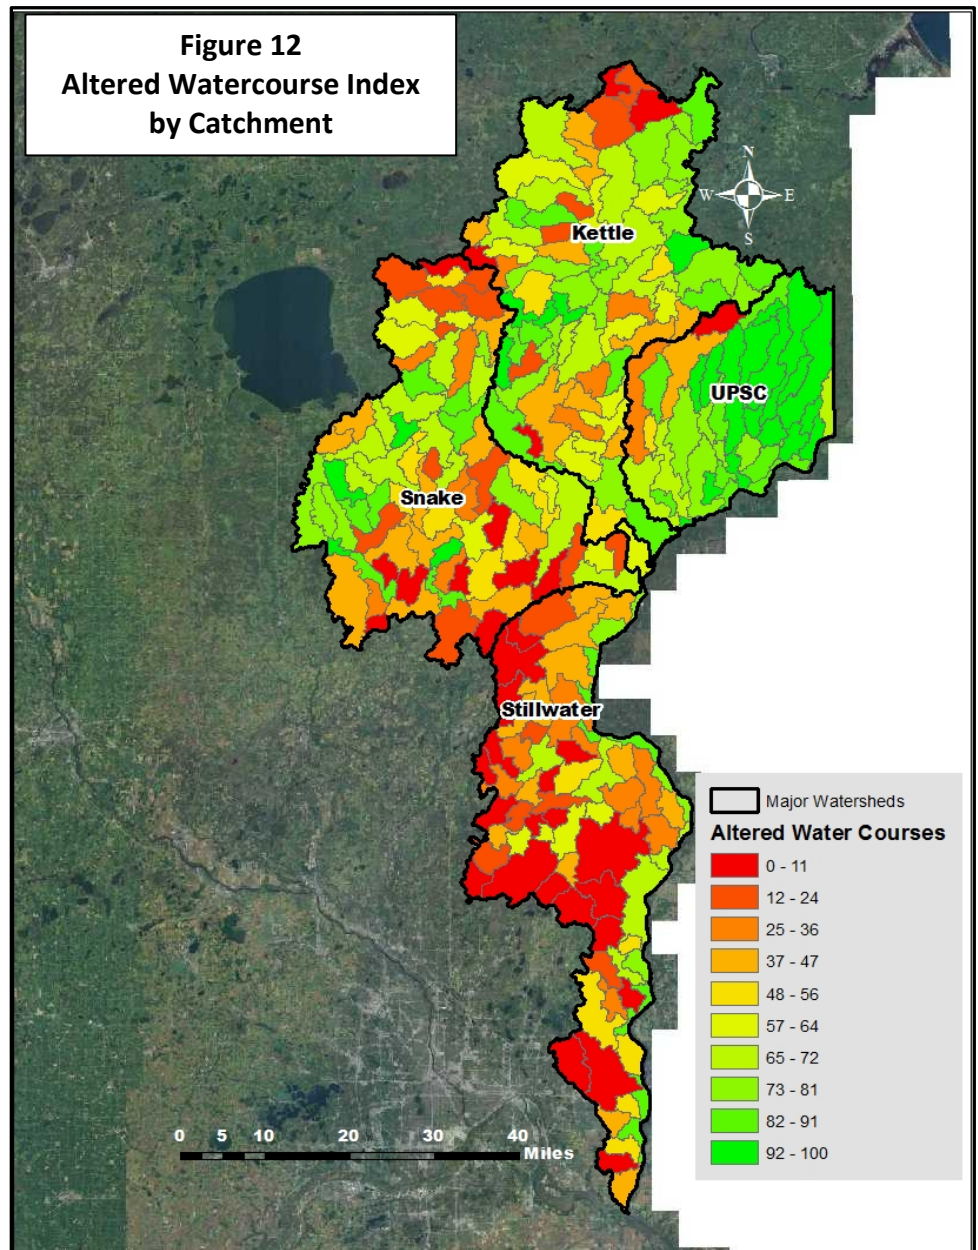 Figure 12
Altered Watercourse Index
by Catchment
N
W E
S
Kettle
UPSC
Snake
Stillwater
Major Watersheds
Altered Water Courses
0 - 11
12 - 24
25 - 36
37 - 47
48 - 56
57 - 64
65 - 72
73 - 81
82 - 91
92 - 100
0 5 10 20 30 40
Miles